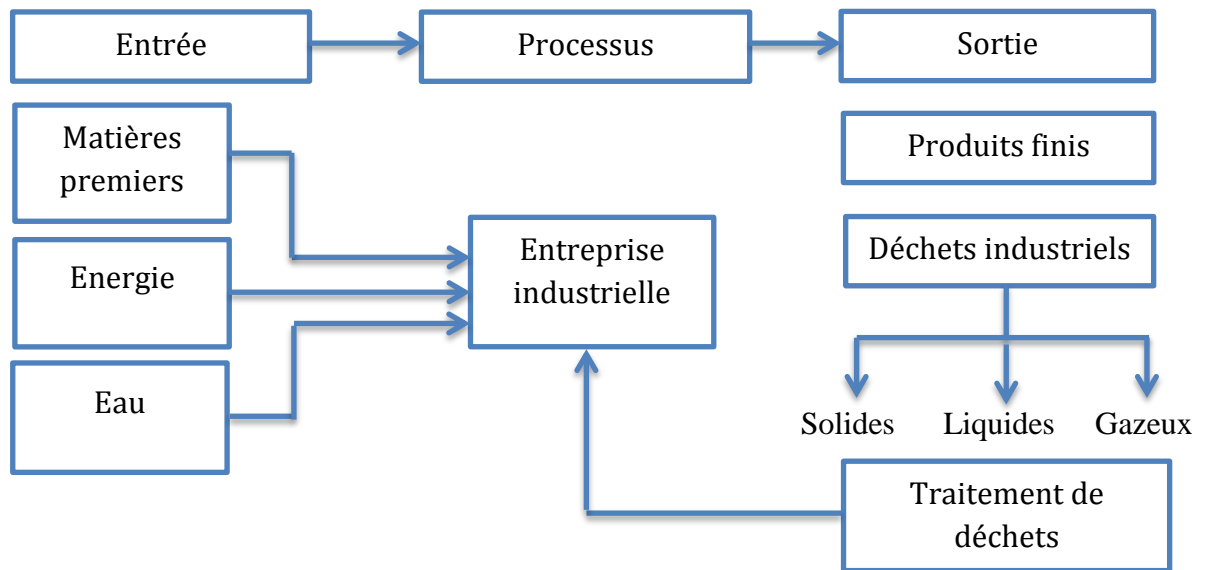 Entrée
Processus
Sortie
Matières
premiers
Produits finis
Entreprise
industrielle
Déchets industriels
Energie
Eau
Solides
Liquides
Gazeux
Traitement de
déchets